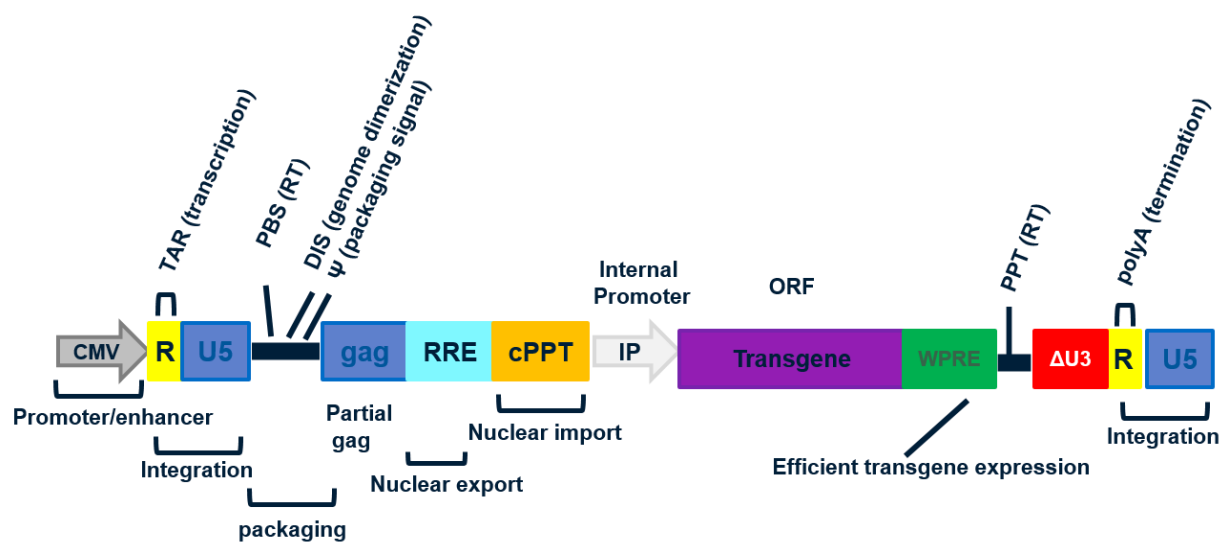 TAR (transcription)
PBS (RT)
DIS (genome dimerization)
Ψ (packaging signal)
Internal
Promoter
ORF
PPT (RT)
polyA (termination)
CMV
R
U5
gag
RRE
cPPT
IP
Transgene
WPRE
ΔU3
R
U5
Promoter/enhancer
Integration
packaging
Partial
gag
Nuclear export
Nuclear import
Efficient transgene expression
Integration